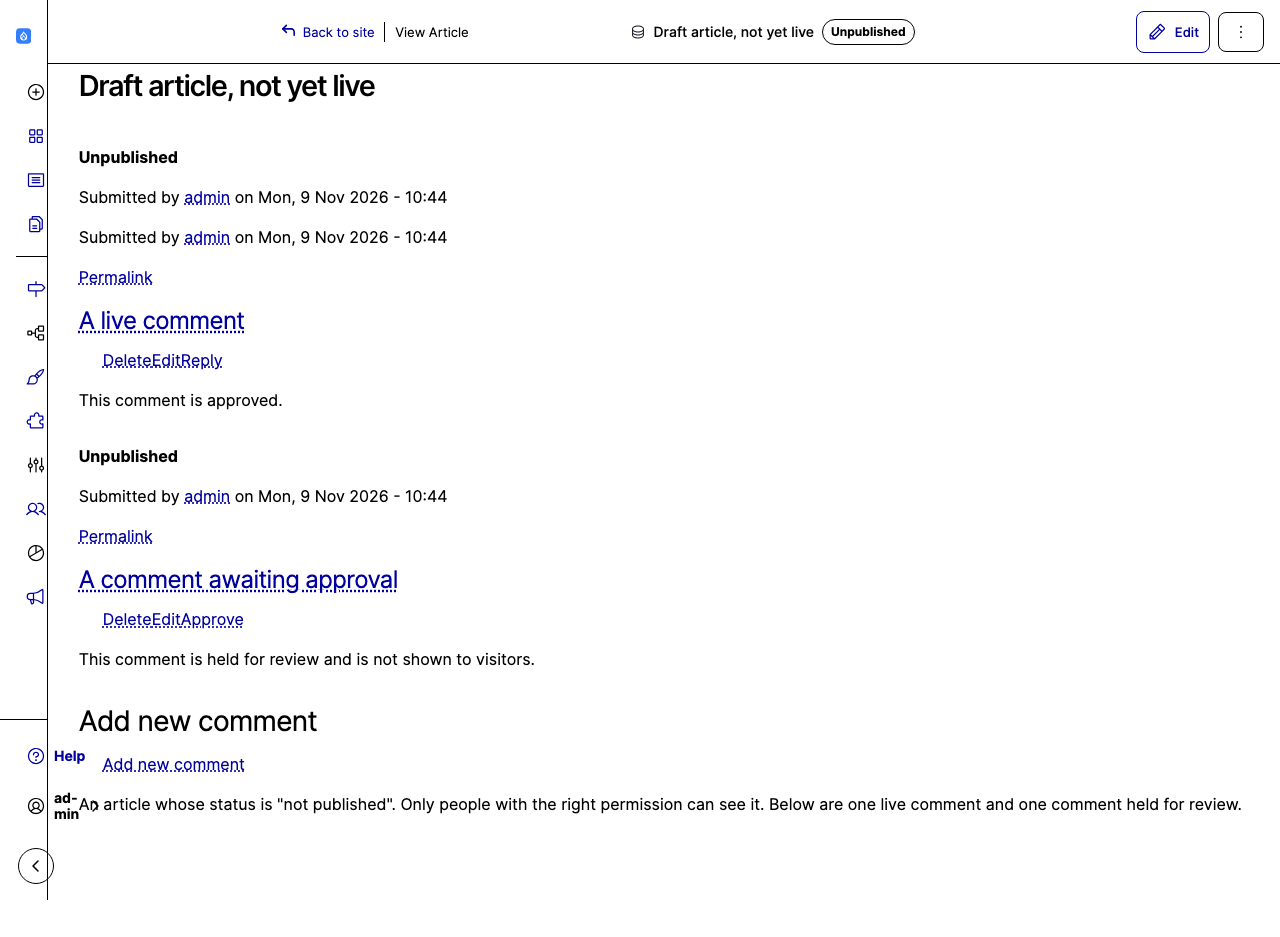 Back to site
View Article
Draft article, not yet live
Unpublished
Edit
Draft article, not yet live
Unpublished
Submitted by admin on Mon, 9 Nov 2026 - 10:44
Submitted by admin on Mon, 9 Nov 2026 - 10:44
Permalink
A live comment
DeleteEditReply
This comment is approved.
Unpublished
Submitted by admin on Mon, 9 Nov 2026 - 10:44
Permalink
A comment awaiting approval
DeleteEditApprove
This comment is held for review and is not shown to visitors.
Add new comment
Help
Add new comment
ad-
min
An article whose status is "not published". Only people with the right permission can see it. Below are one live comment and one comment held for review.